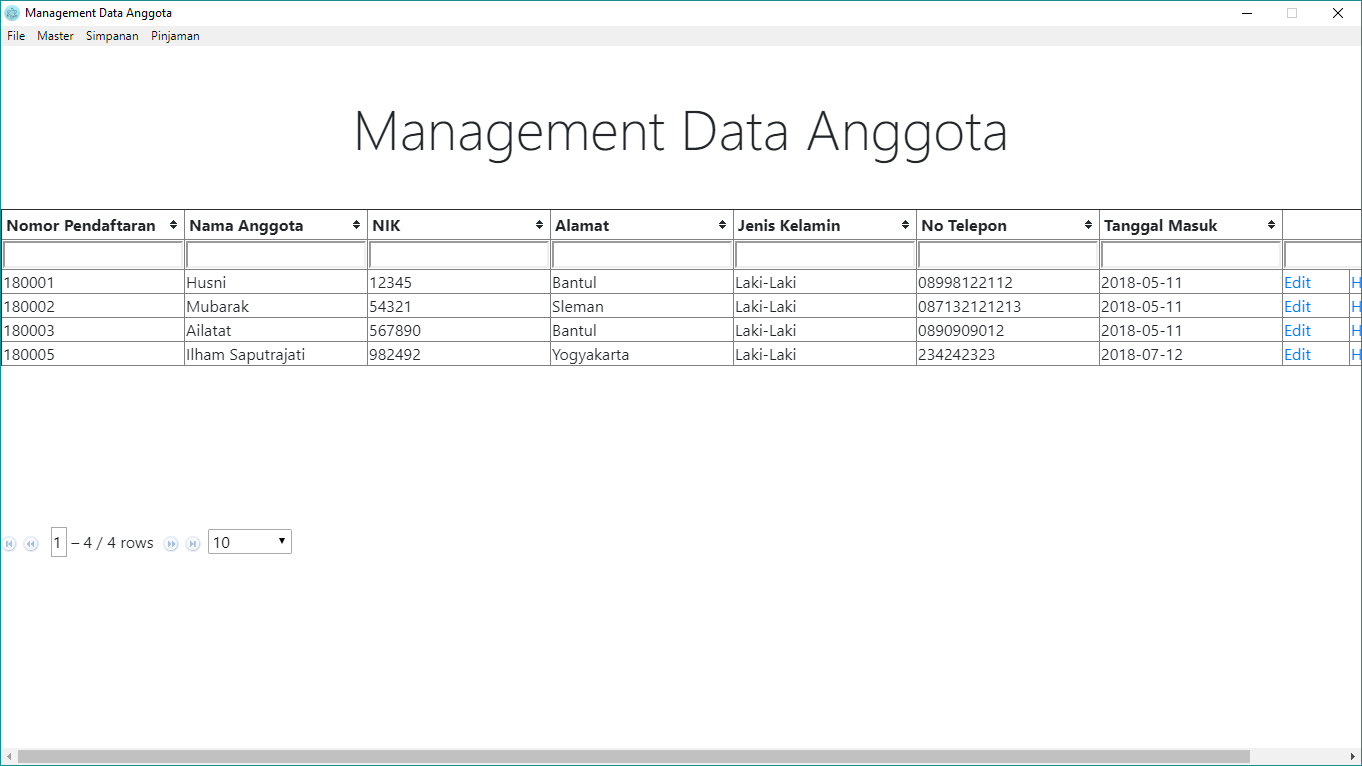 Management Data Anggota
File Master Simpanan Pinjaman
Management Data Anggota
Nomor Pendaftaran Nama Anggota NIK Alamat Jenis Kelamin No Telepon Tanggal Masuk
180001 Husni 12345 Bantul Laki-Laki 08998122112 2018-05-11 Edit
180002 Mubarak 54321 Sleman Laki-Laki 087132121213 2018-05-11 Edit
180003 Ailatat 567890 Bantul Laki-Laki 0890909012 2018-05-11 Edit
180005 Ilham Saputrajati 982492 Yogyakarta Laki-Laki 234242323 2018-07-12 Edit
1 – 4 / 4 rows 10